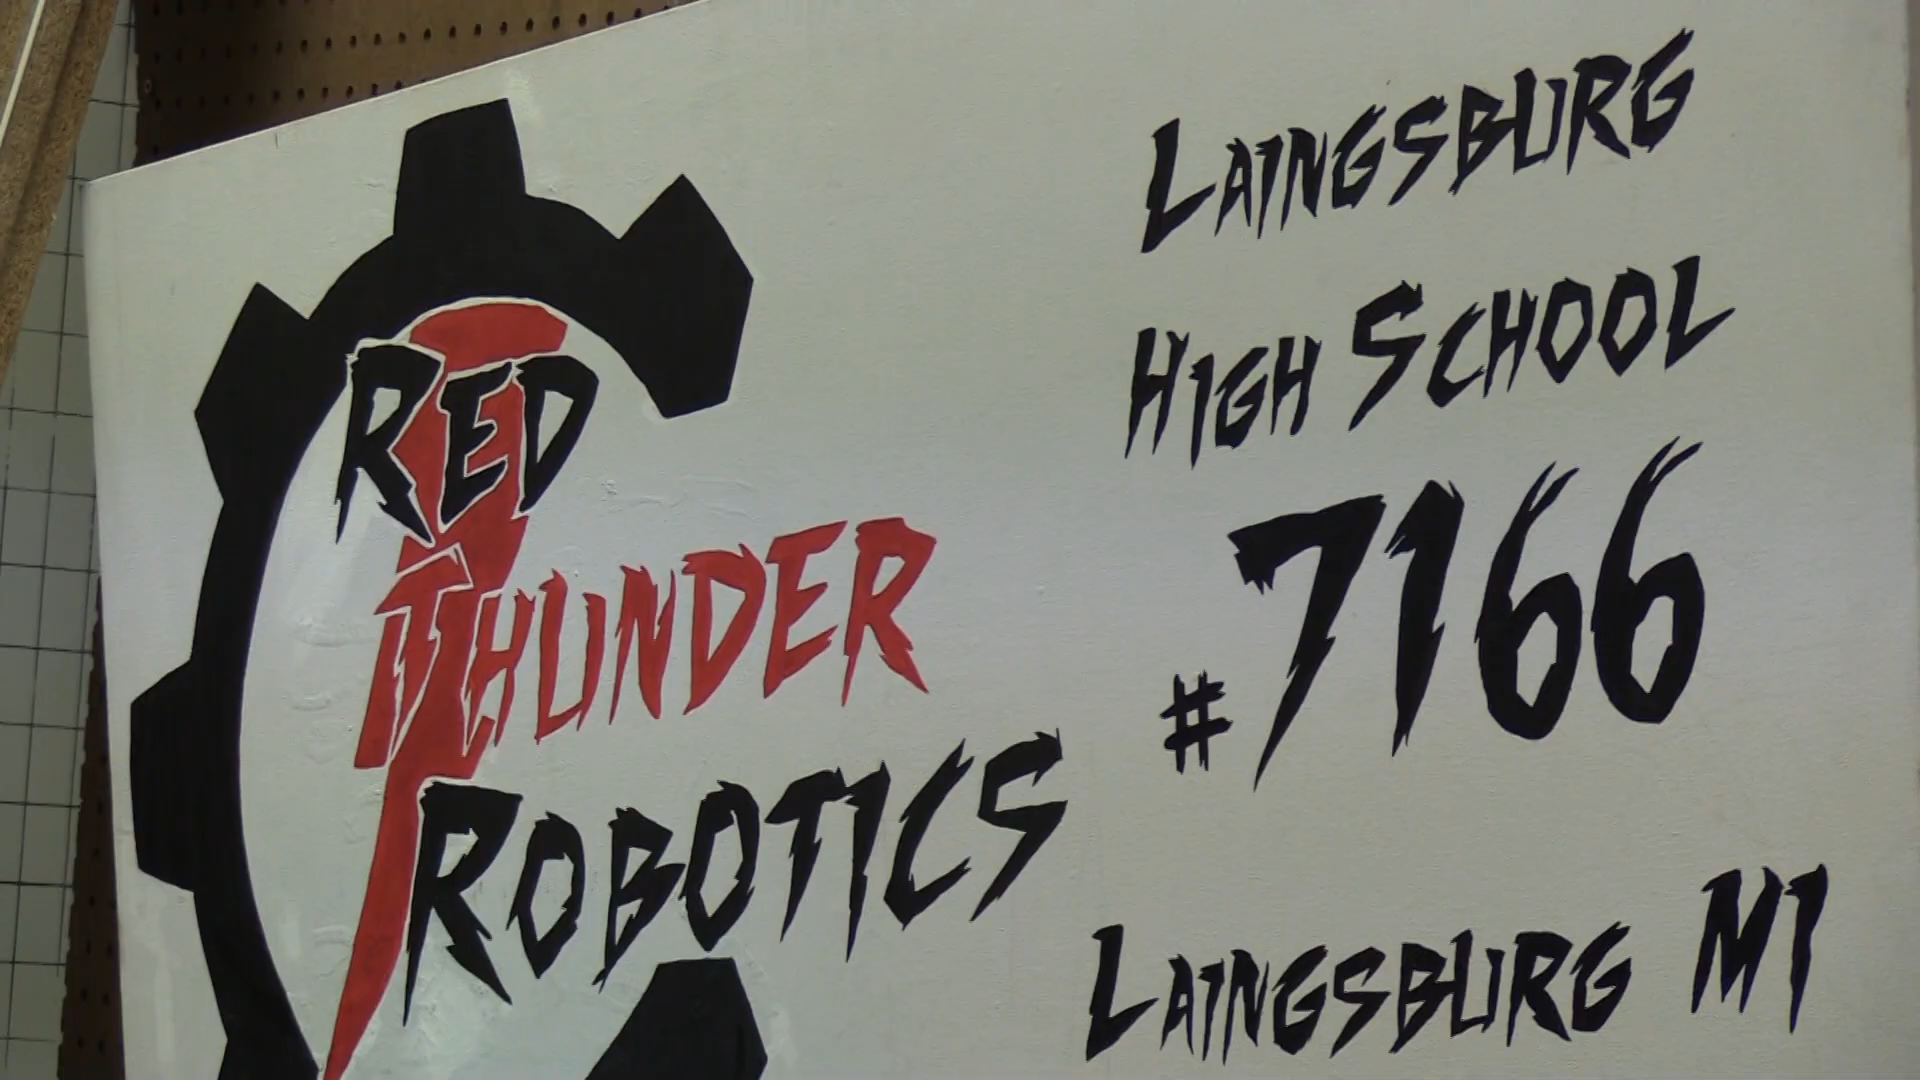 RED
THUNDER
ROBOTICS
LAINGSBURG
HIGH SCHOOL
#7166
LAINGSBURG MI